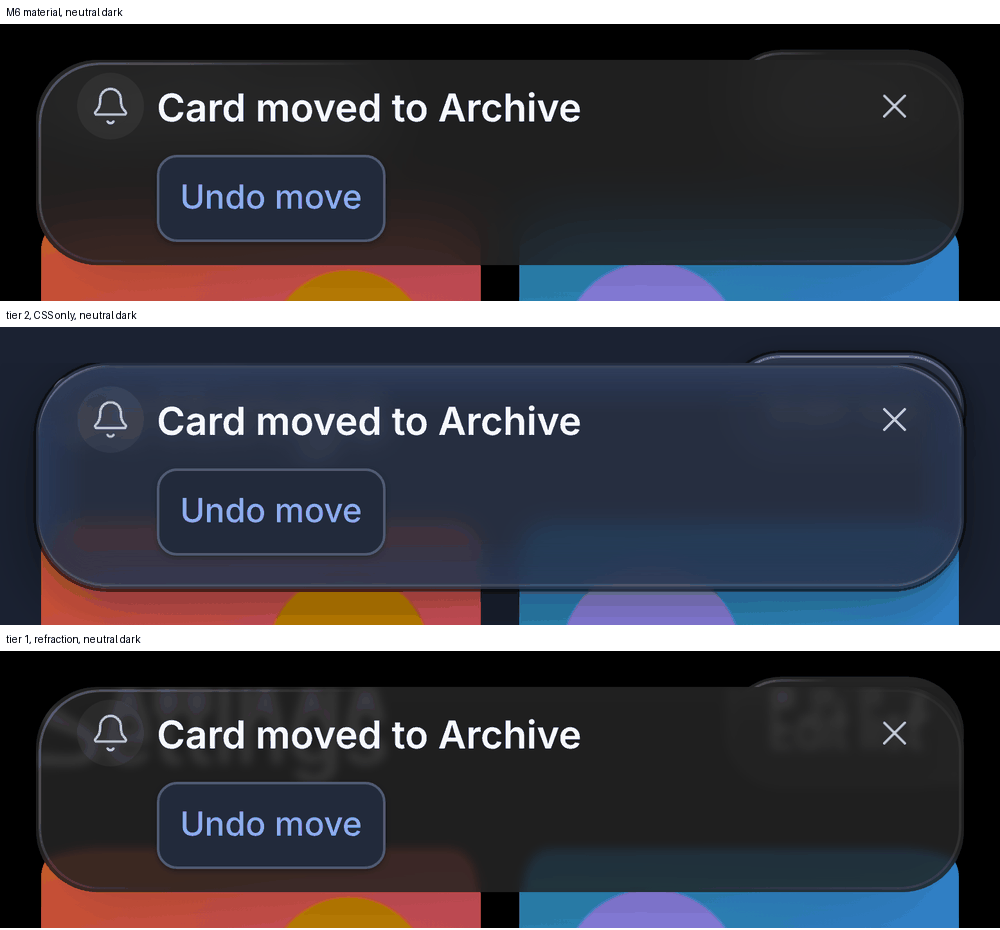 M6 material, neutral dark
Card moved to Archive
Undo move
tier 2, CSS only, neutral dark
Card moved to Archive
Undo move
tier 1, refraction, neutral dark
Settings
Card moved to Archive
Undo move